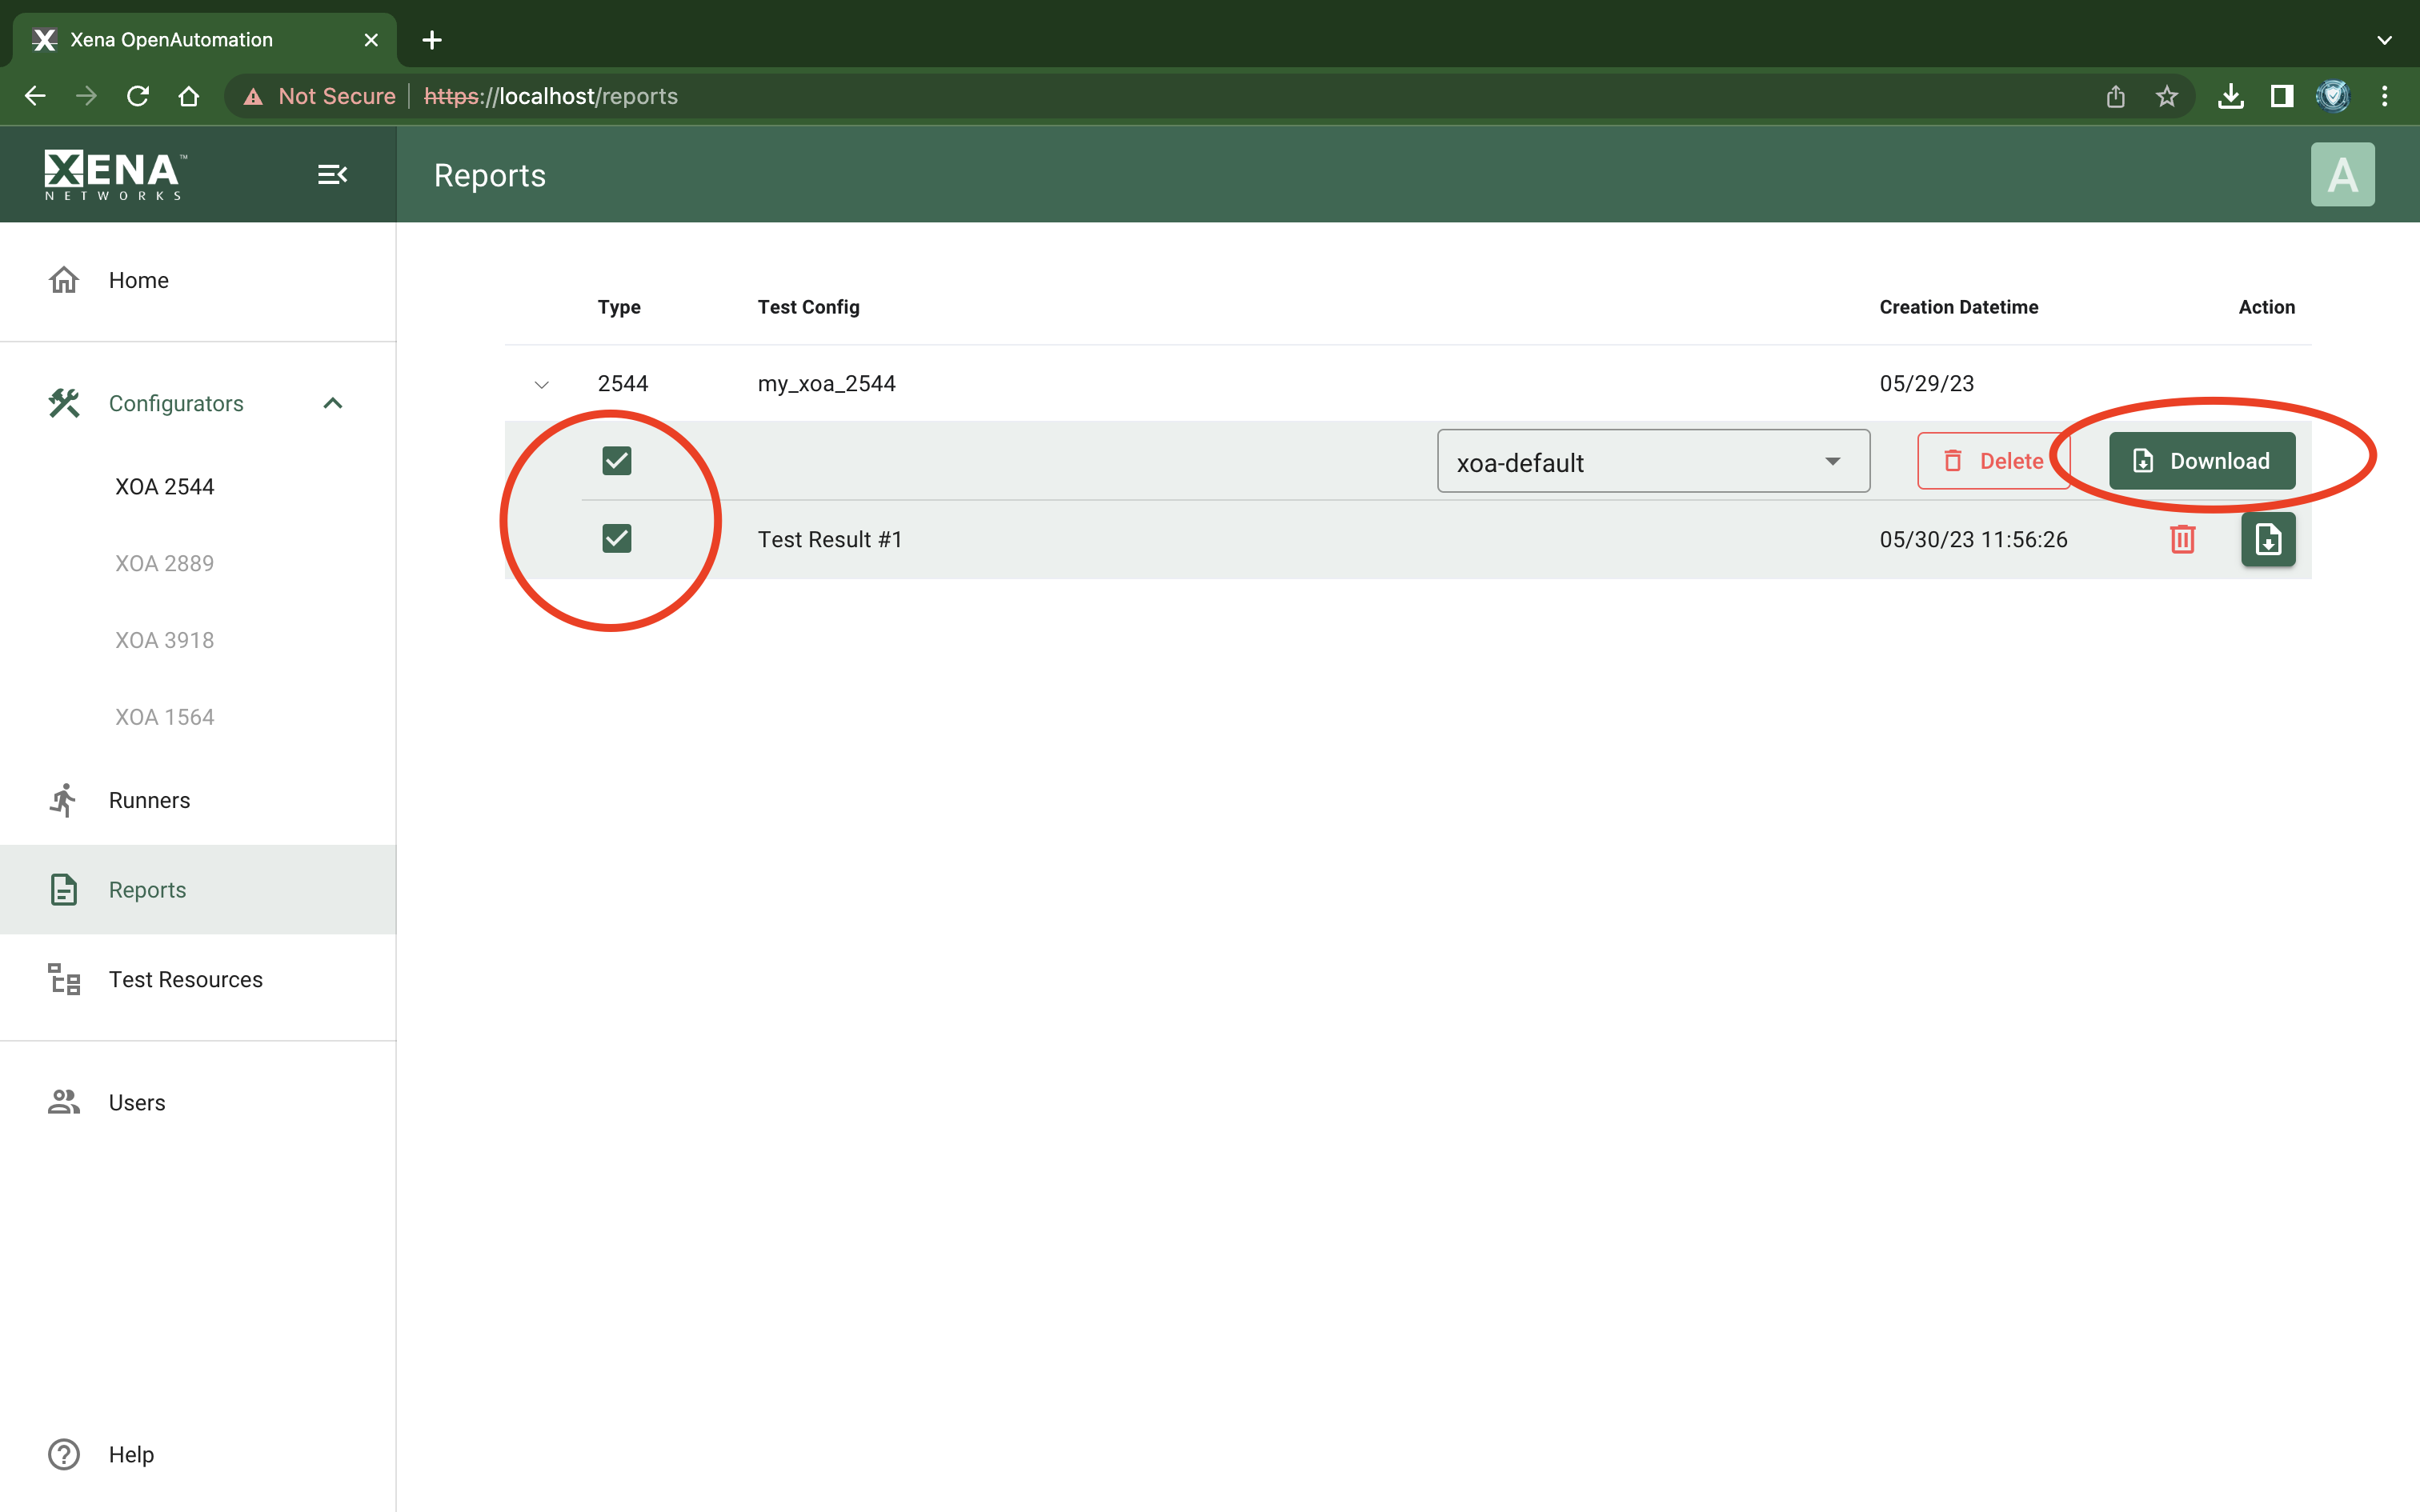 Xena OpenAutomation
Not Secure https://localhost/reports
XENA™
NETWORKS
Reports
A
Home
Configurators
XOA 2544
XOA 2889
XOA 3918
XOA 1564
Runners
Reports
Test Resources
Users
Help
Type Test Config Creation Datetime Action
2544 my_xoa_2544 05/29/23
xoa-default Delete Download
Test Result #1 05/30/23 11:56:26